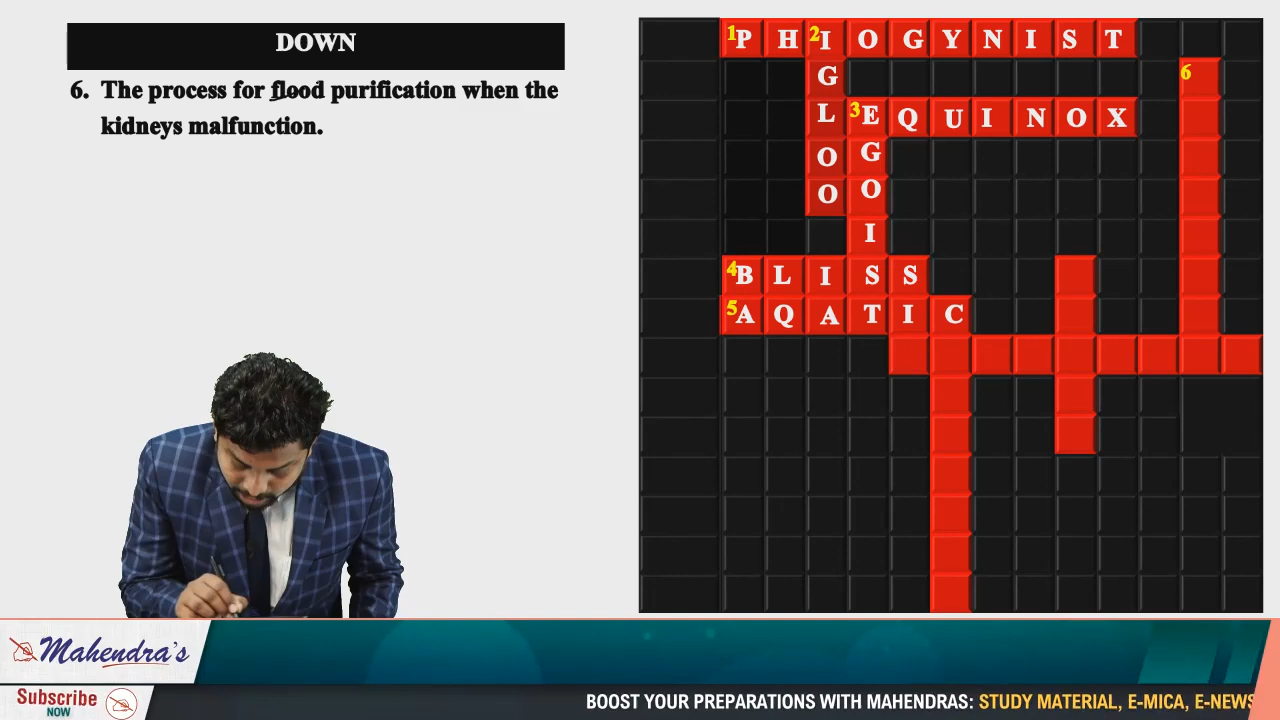 DOWN
6. The process for flood purification when the
kidneys malfunction.
1 P H 2 I O G Y N I S T
G 6
L 3 E Q U I N O X
O G
O O
I
4 B L I S S
5 A Q A T I C
Mahendra's
Subscribe
NOW
BOOST YOUR PREPARATIONS WITH MAHENDRAS: STUDY MATERIAL, E-MICA, E-NEWS